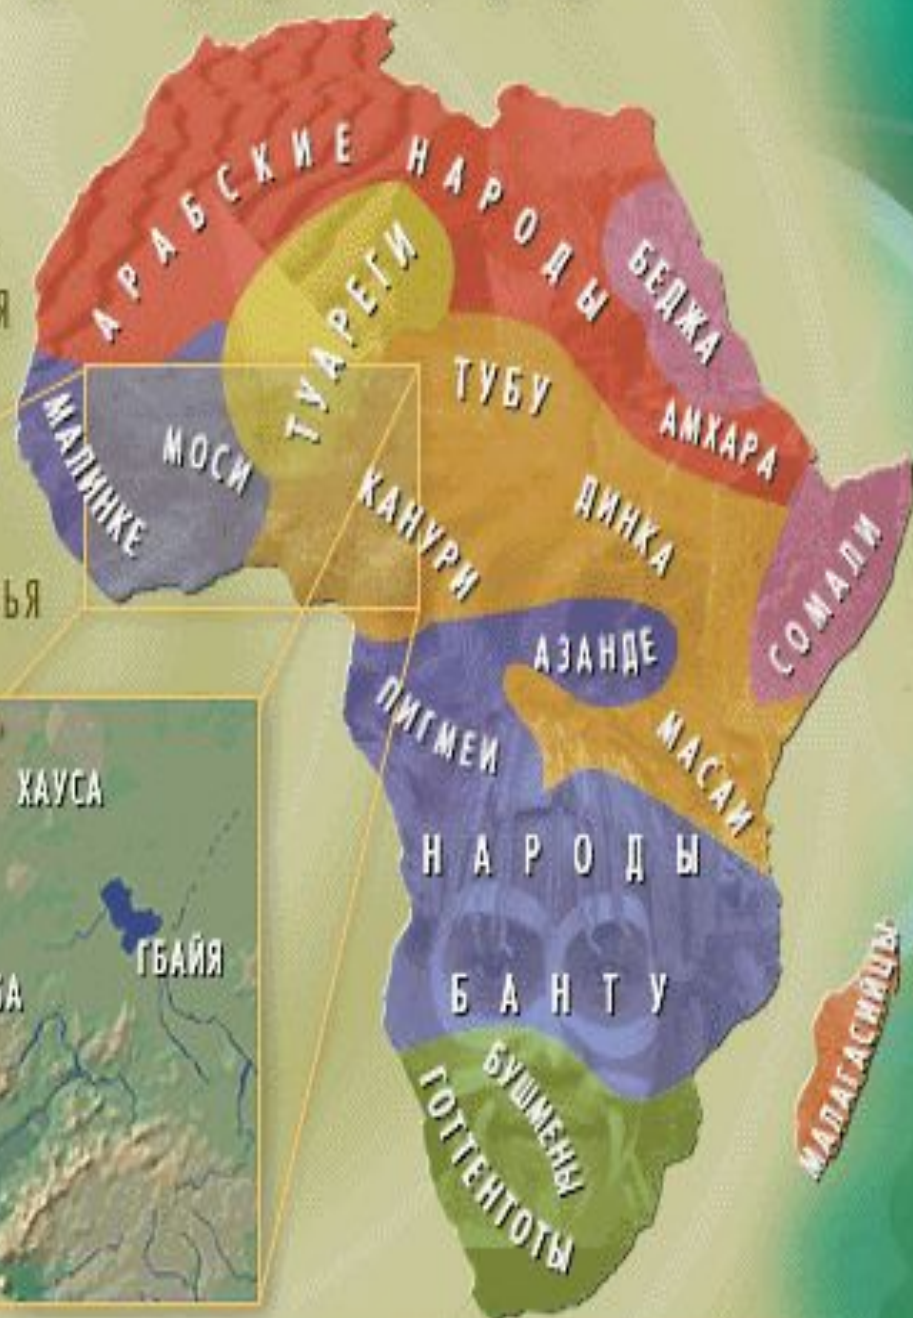 АРАБСКИЕ НАРОДЫ
ТУАРЕГИ
БЕДЖА
ТУБУ
АМХАРА
МАЛИНКЕ
МОСИ
КАНУРИ
ДИНКА
СОМАЛИ
АЗАНДЕ
ПИГМЕИ
МАСАИ
НАРОДЫ
БАНТУ
БУШМЕНЫ
ГОТТЕНТОТЫ
МАЛАГАСИЙЦЫ
Я
ЬЯ
ХАУСА
ГБАЙЯ